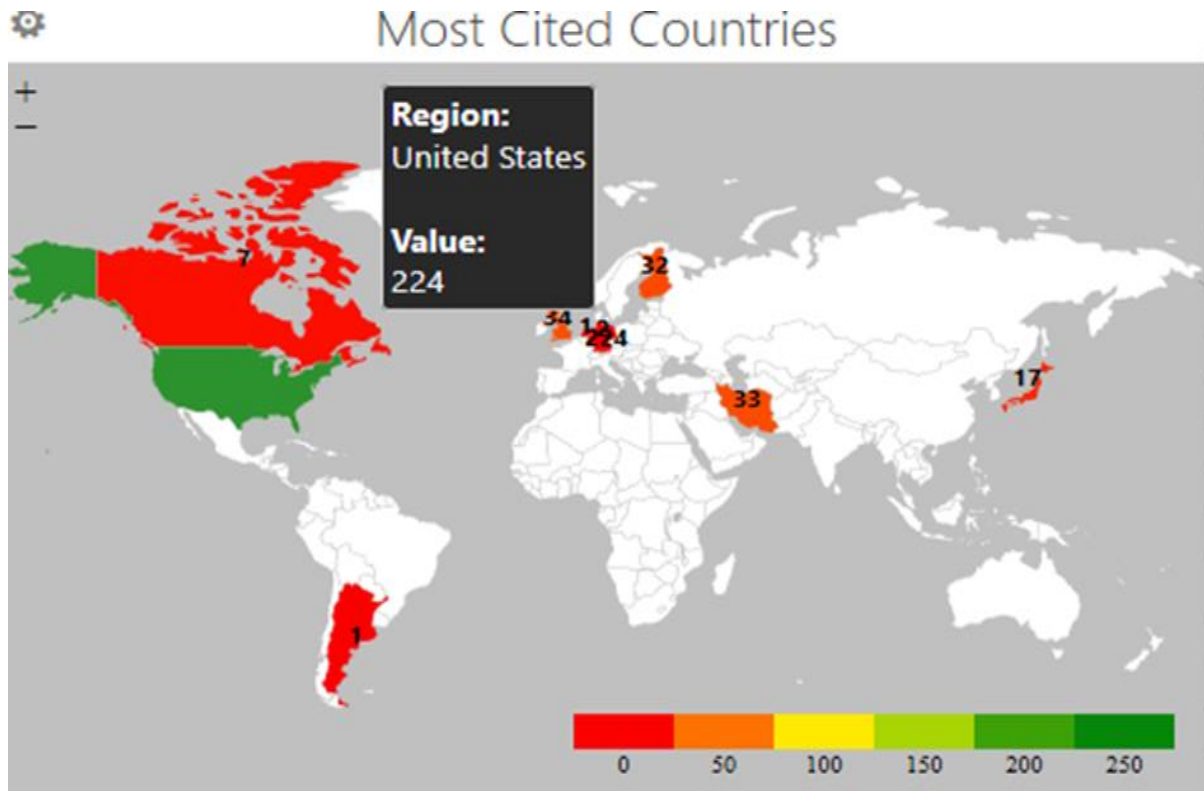 Most Cited Countries
+
−
Region:
United States
Value:
224
7
32
34
17
33
1
0 50 100 150 200 250